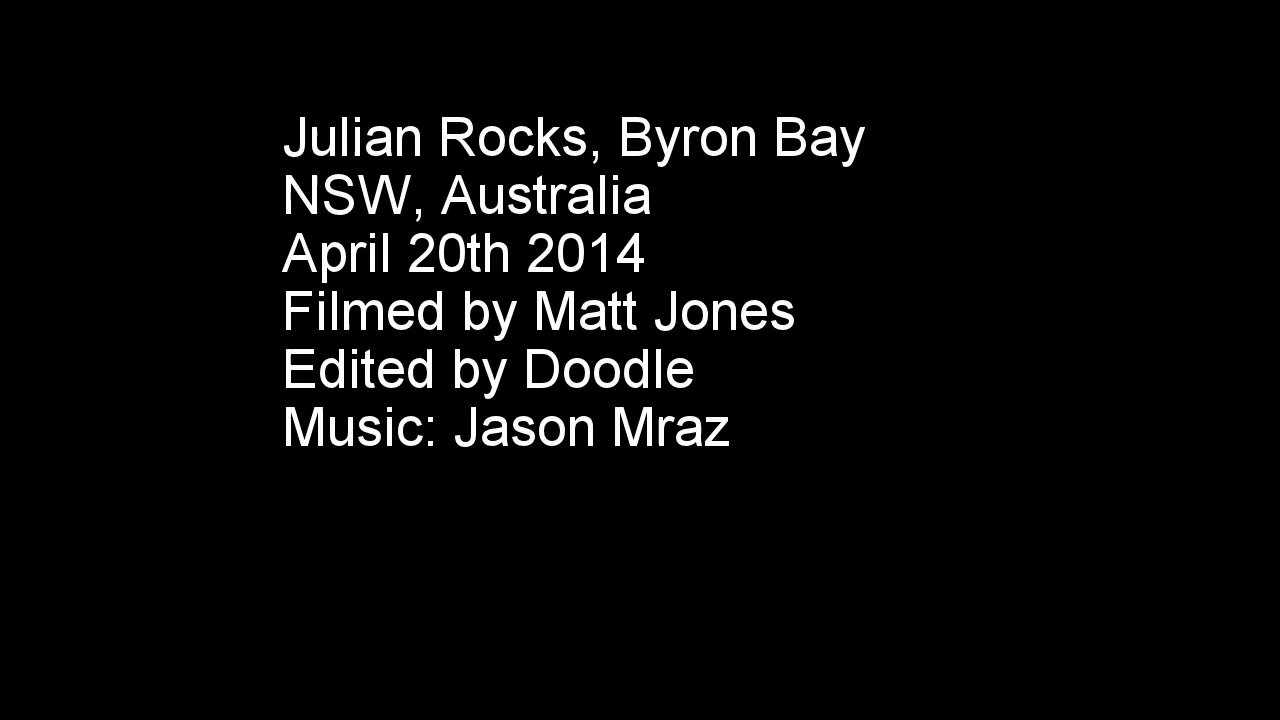 Julian Rocks, Byron Bay
NSW, Australia
April 20th 2014
Filmed by Matt Jones
Edited by Doodle
Music: Jason Mraz